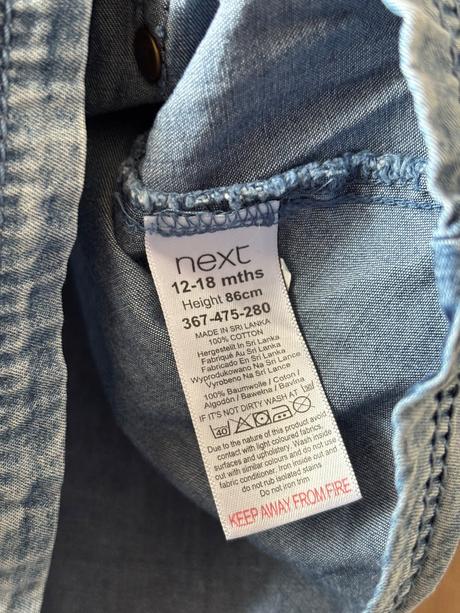 next
12-18 mths
Height 86cm
367-475-280
MADE IN SRI LANKA
100% COTTON
Hergestellt In Sri Lanka
Fabriqué Au Sri Lanka
Fabricado En Sri Lanka
Wyprodukowano Na Sri Lance
Vyrobeno Na Sri Lance
100% Baumwolle / Coton /
Algodón / Bawełna / Bavlna
IF IT'S NOT DIRTY WASH AT 30
40
Due to the nature of this product avoid
contact with light coloured fabrics,
surfaces and upholstery. Wash inside
out with similar colours and do not use
fabric conditioner. Iron inside out and
do not rub isolated stains
Do not iron trim
KEEP AWAY FROM FIRE